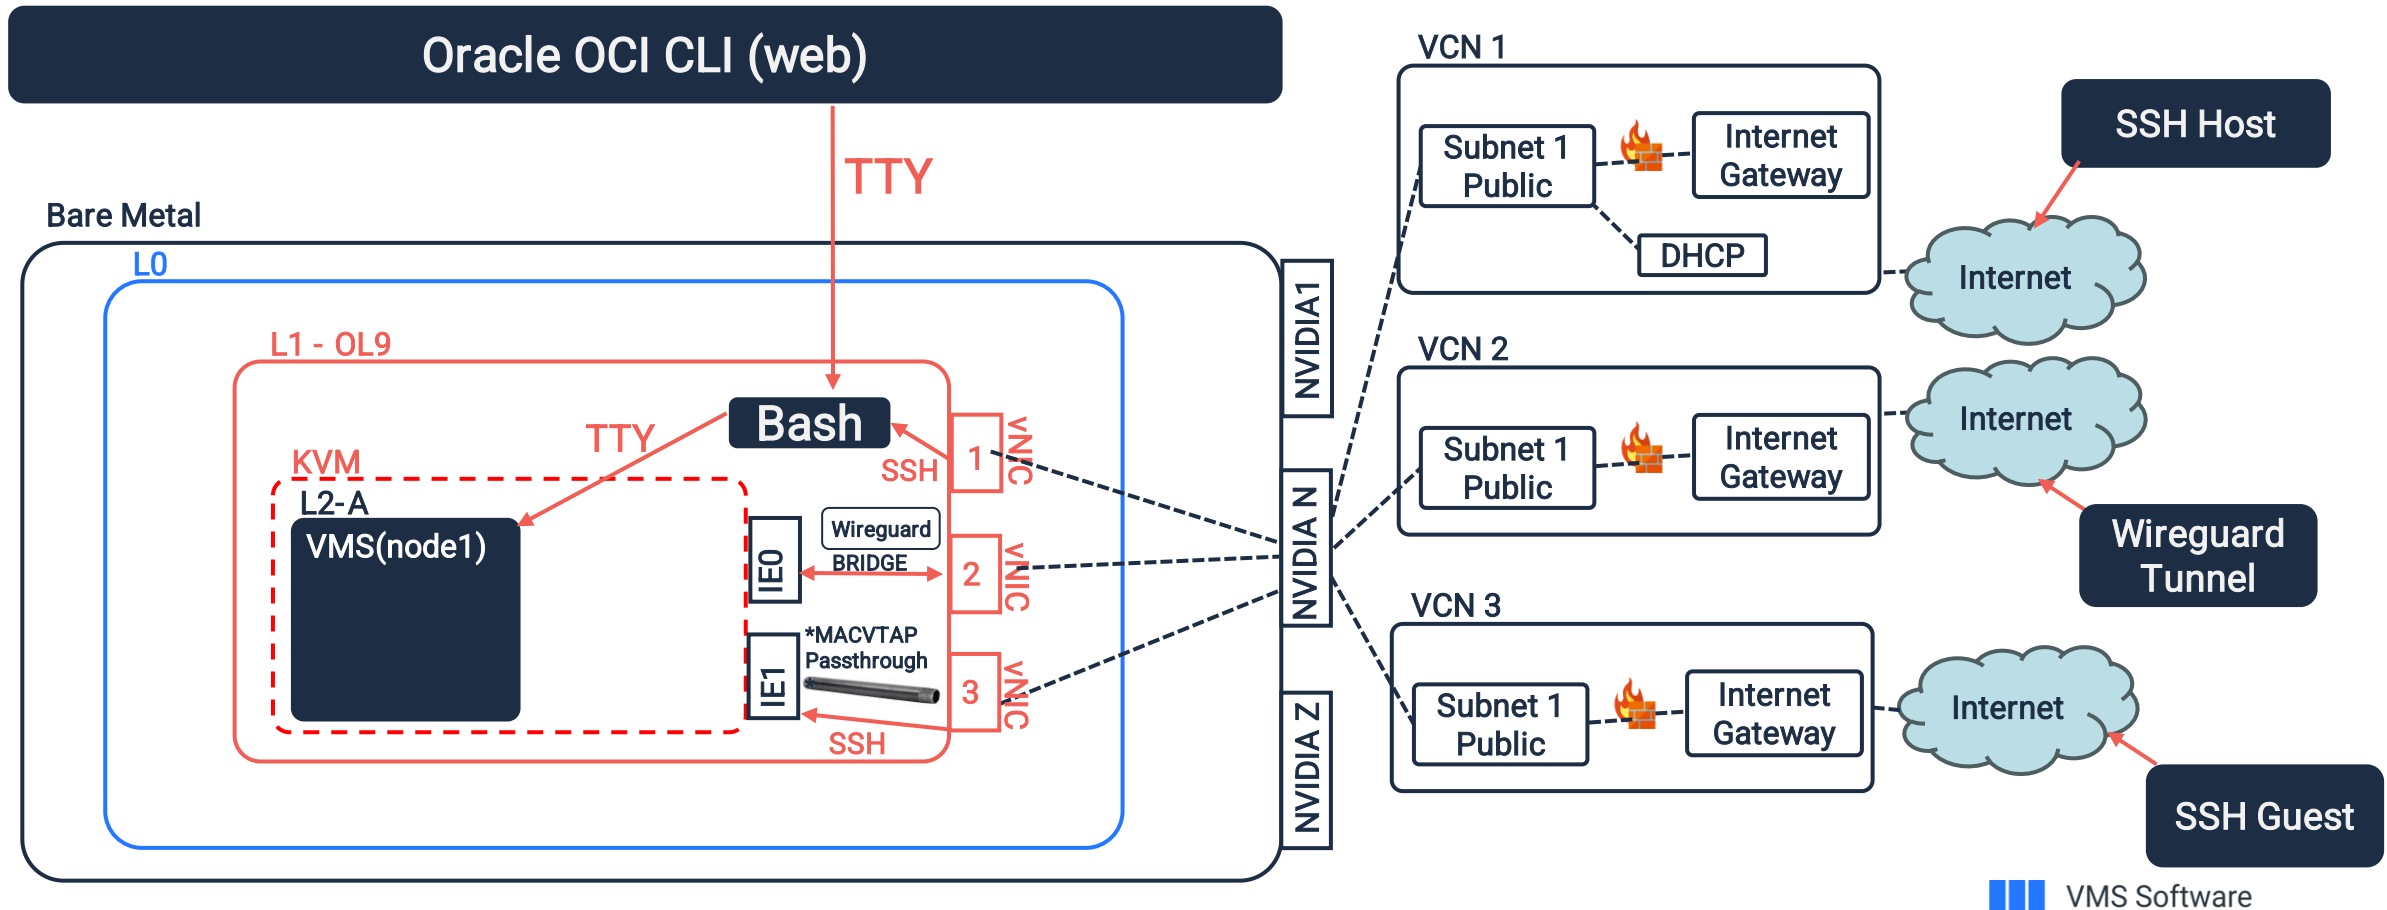 Oracle OCI CLI (web)
TTY
Bare Metal
L0
L1 - OL9
Bash
TTY
SSH
1
vNIC
KVM
L2-A
VMS(node1)
IE0
Wireguard
BRIDGE
2
vNIC
IE1
*MACVTAP
Passthrough
3
vNIC
SSH
NVIDIA1
NVIDIA N
NVIDIA Z
VCN 1
Subnet 1
Public
Internet
Gateway
DHCP
SSH Host
Internet
VCN 2
Subnet 1
Public
Internet
Gateway
Internet
Wireguard
Tunnel
VCN 3
Subnet 1
Public
Internet
Gateway
Internet
SSH Guest
VMS Software